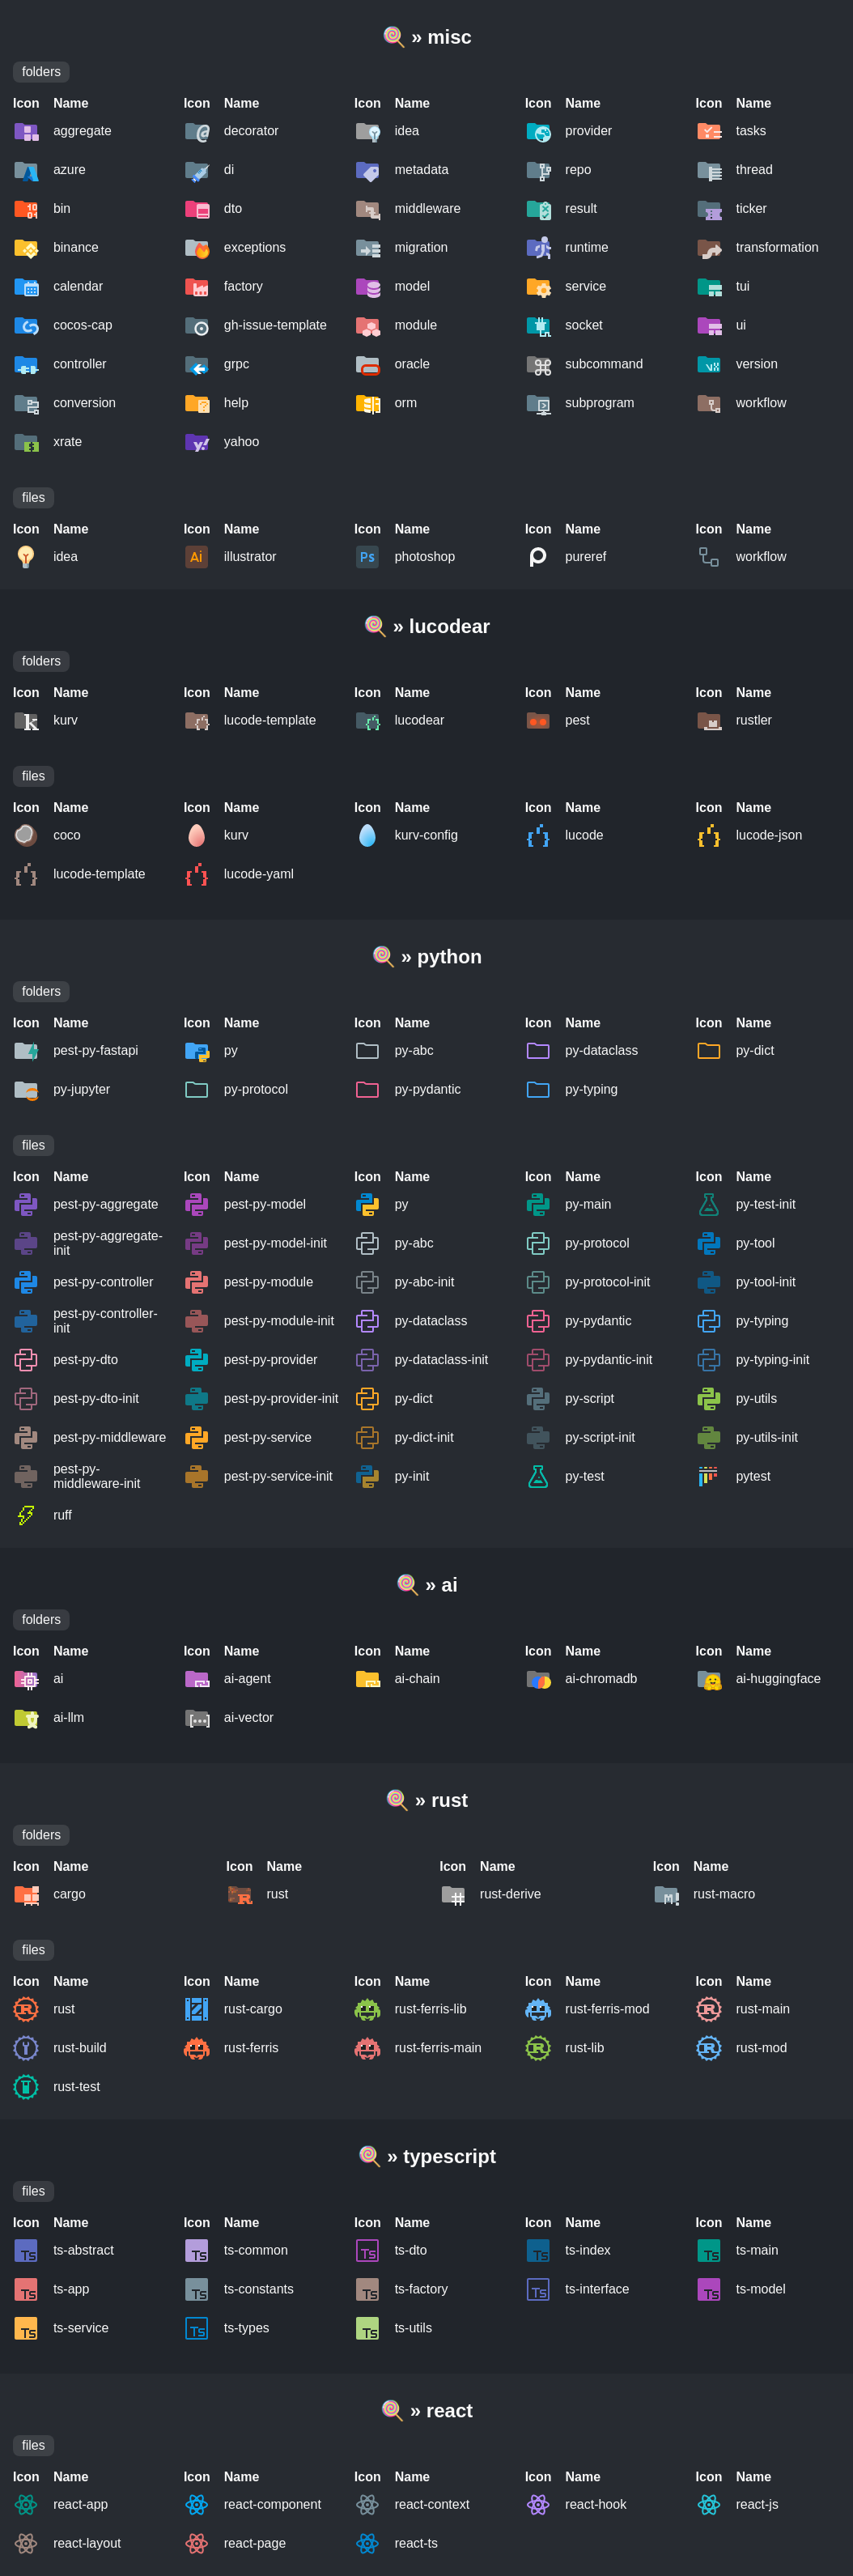 » misc
folders
Icon Name Icon Name Icon Name Icon Name Icon Name
aggregate decorator idea provider tasks
azure di metadata repo thread
bin dto middleware result ticker
binance exceptions migration runtime transformation
calendar factory model service tui
cocos-cap gh-issue-template module socket ui
controller grpc oracle subcommand version
conversion help orm subprogram workflow
xrate yahoo
files
Icon Name Icon Name Icon Name Icon Name Icon Name
idea illustrator photoshop pureref workflow
» lucodear
folders
Icon Name Icon Name Icon Name Icon Name Icon Name
kurv lucode-template lucodear pest rustler
files
Icon Name Icon Name Icon Name Icon Name Icon Name
coco kurv kurv-config lucode lucode-json
lucode-template lucode-yaml
» python
folders
Icon Name Icon Name Icon Name Icon Name Icon Name
pest-py-fastapi py py-abc py-dataclass py-dict
py-jupyter py-protocol py-pydantic py-typing
files
Icon Name Icon Name Icon Name Icon Name Icon Name
pest-py-aggregate pest-py-model py py-main py-test-init
pest-py-aggregate-
init pest-py-model-init py-abc py-protocol py-tool
pest-py-controller pest-py-module py-abc-init py-protocol-init py-tool-init
pest-py-controller-
init pest-py-module-init py-dataclass py-pydantic py-typing
pest-py-dto pest-py-provider py-dataclass-init py-pydantic-init py-typing-init
pest-py-dto-init pest-py-provider-init py-dict py-script py-utils
pest-py-middleware pest-py-service py-dict-init py-script-init py-utils-init
pest-py-
middleware-init pest-py-service-init py-init py-test pytest
ruff
» ai
folders
Icon Name Icon Name Icon Name Icon Name Icon Name
ai ai-agent ai-chain ai-chromadb ai-huggingface
ai-llm ai-vector
» rust
folders
Icon Name Icon Name Icon Name Icon Name
cargo rust rust-derive rust-macro
files
Icon Name Icon Name Icon Name Icon Name Icon Name
rust rust-cargo rust-ferris-lib rust-ferris-mod rust-main
rust-build rust-ferris rust-ferris-main rust-lib rust-mod
rust-test
» typescript
files
Icon Name Icon Name Icon Name Icon Name Icon Name
ts-abstract ts-common ts-dto ts-index ts-main
ts-app ts-constants ts-factory ts-interface ts-model
ts-service ts-types ts-utils
» react
files
Icon Name Icon Name Icon Name Icon Name Icon Name
react-app react-component react-context react-hook react-js
react-layout react-page react-ts